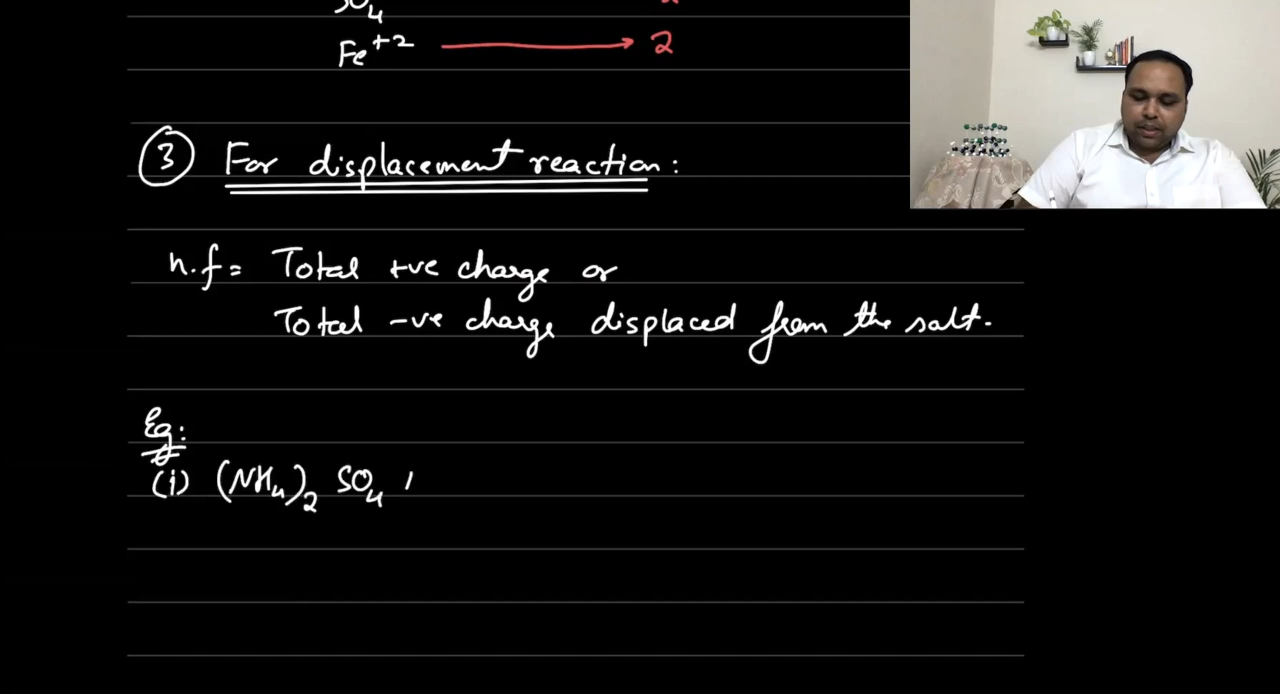 SO4
Fe+2 → 2
③ For displacement reaction:
n.f = Total +ve charge or
Total -ve charge displaced from the salt.
Eg:
(i) (NH4)2 SO4